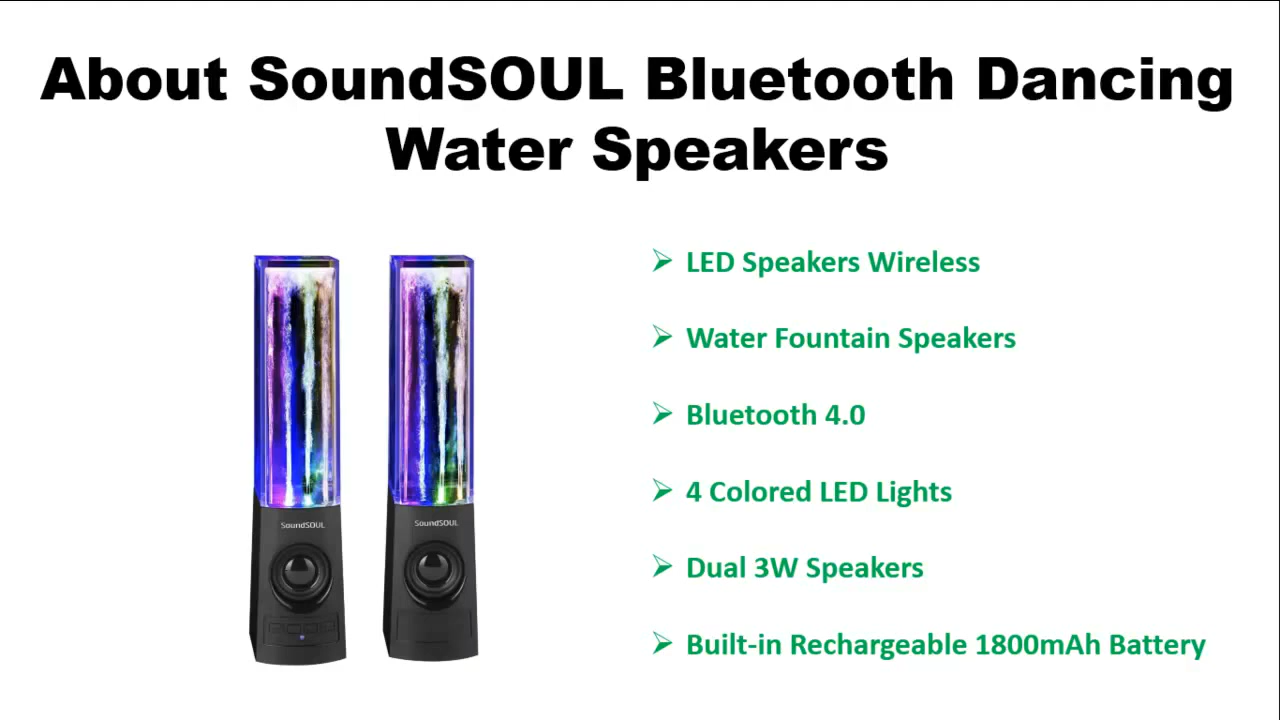 About SoundSOUL Bluetooth Dancing
Water Speakers
LED Speakers Wireless
Water Fountain Speakers
Bluetooth 4.0
4 Colored LED Lights
Dual 3W Speakers
Built-in Rechargeable 1800mAh Battery
SoundSOUL
SoundSOUL